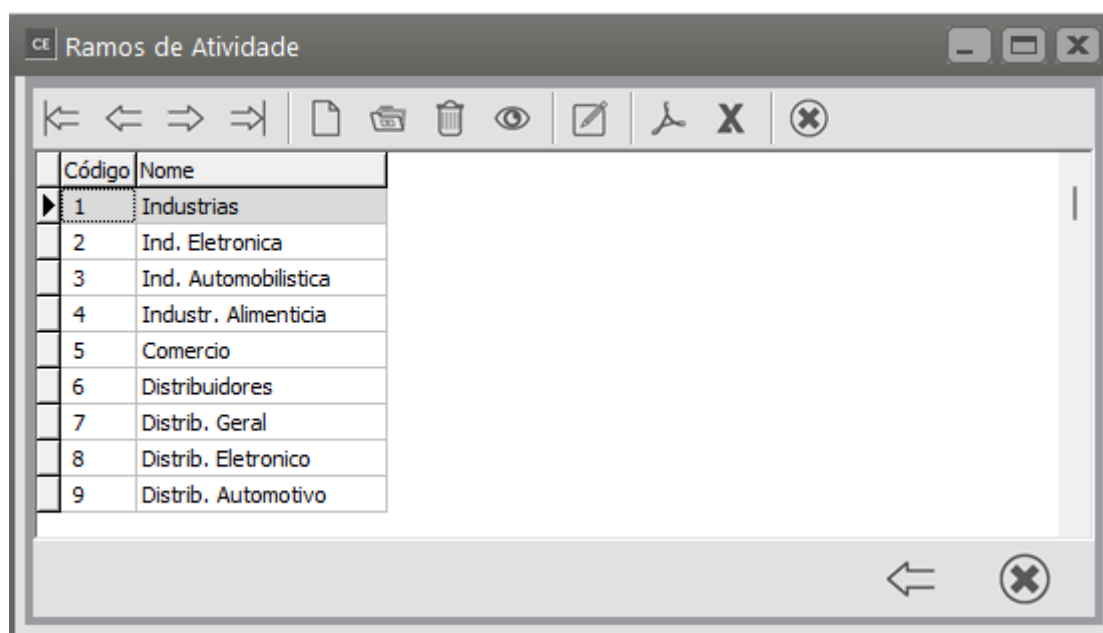 CE Ramos de Atividade
Código Nome
1 Industrias
2 Ind. Eletronica
3 Ind. Automobilistica
4 Industr. Alimenticia
5 Comercio
6 Distribuidores
7 Distrib. Geral
8 Distrib. Eletronico
9 Distrib. Automotivo